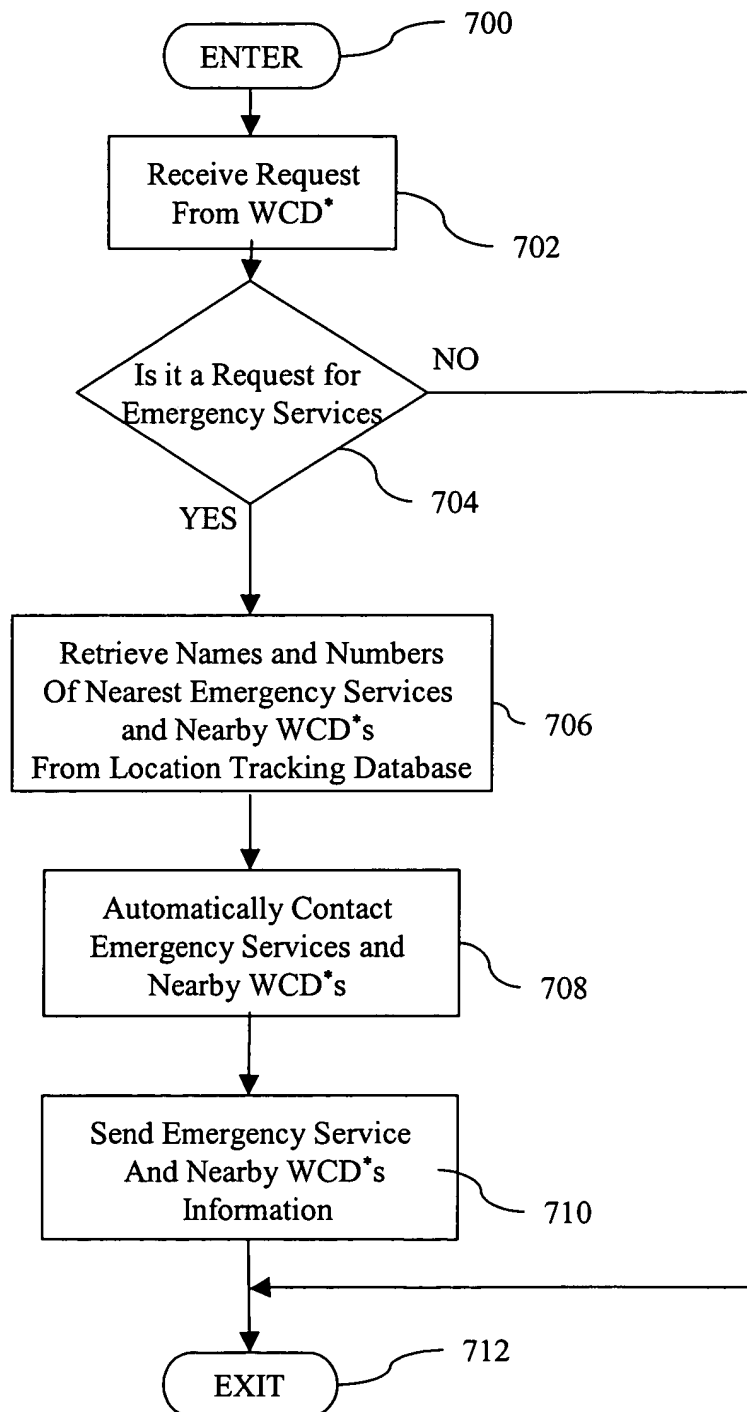 700
ENTER
Receive Request
From WCD*
702
Is it a Request for
Emergency Services
NO
704
YES
Retrieve Names and Numbers
Of Nearest Emergency Services
and Nearby WCD*s
From Location Tracking Database
706
Automatically Contact
Emergency Services and
Nearby WCD*s
708
Send Emergency Service
And Nearby WCD*s
Information
710
712
EXIT